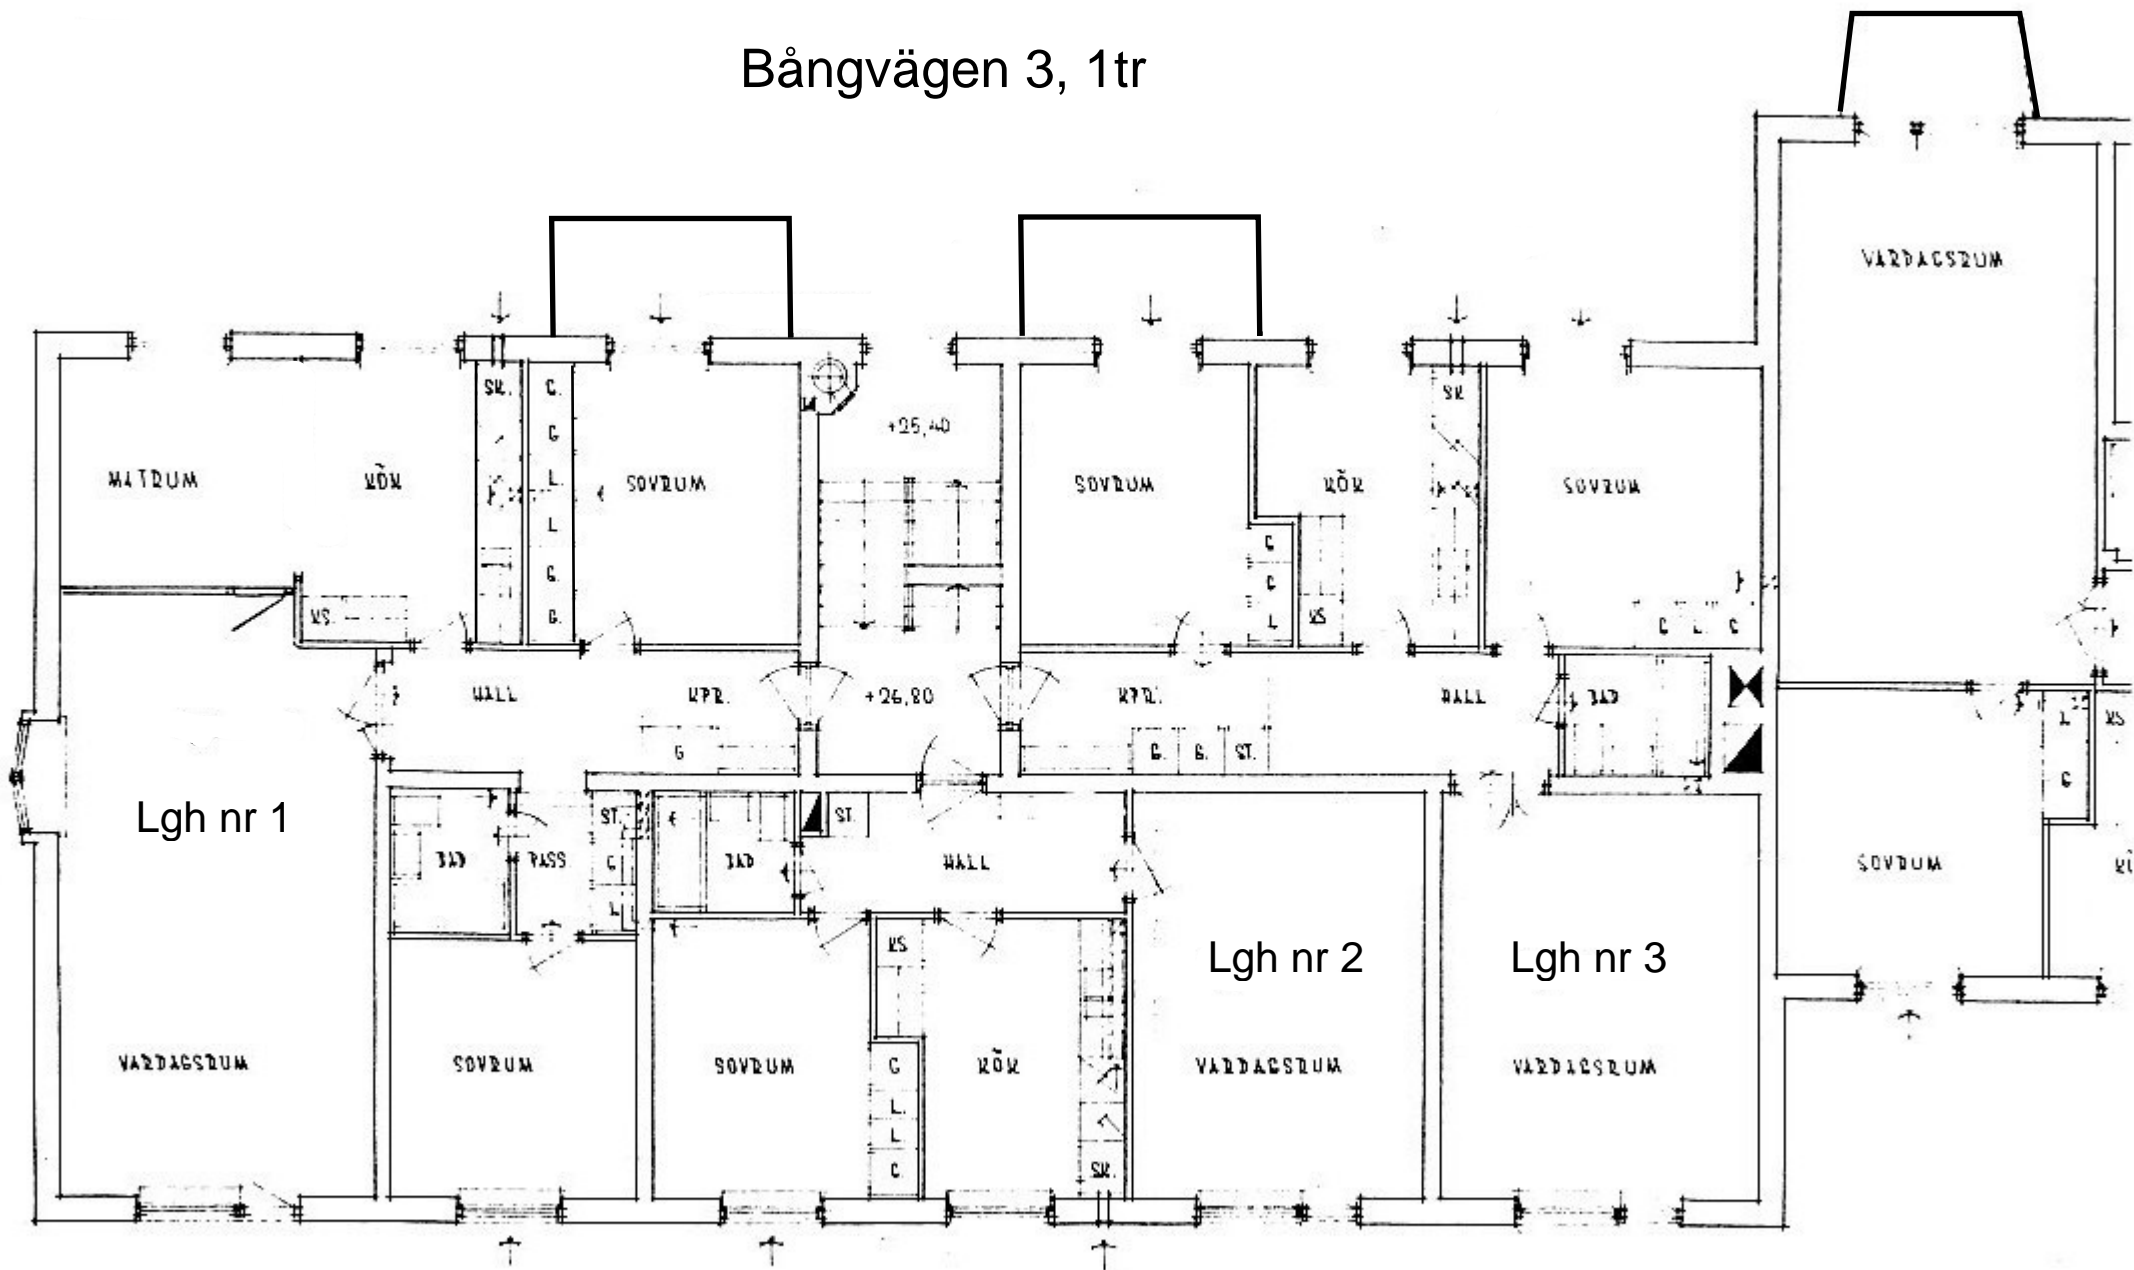 Bångvägen 3, 1tr
VARDAGSRUM
SK.
G.
SK
+25,40
G
MATRUM
KÖK
L
SOVRUM
SOVRUM
KÖK
SOVRUM
L
G
G.
G
KS
G.
L
KS
G
L
G
HALL
KPR.
+26,80
KPR.
HALL
BAD
L
KS
G
G.
G.
ST.
G
Lgh nr 1
ST.
ST.
BAD
PASS
G
BAD
HALL
SOVRUM
L
KS
Lgh nr 2
Lgh nr 3
VARDAGSRUM
SOVRUM
SOVRUM
G
KÖK
VARDAGSRUM
VARDAGSRUM
L
L
G
SK.